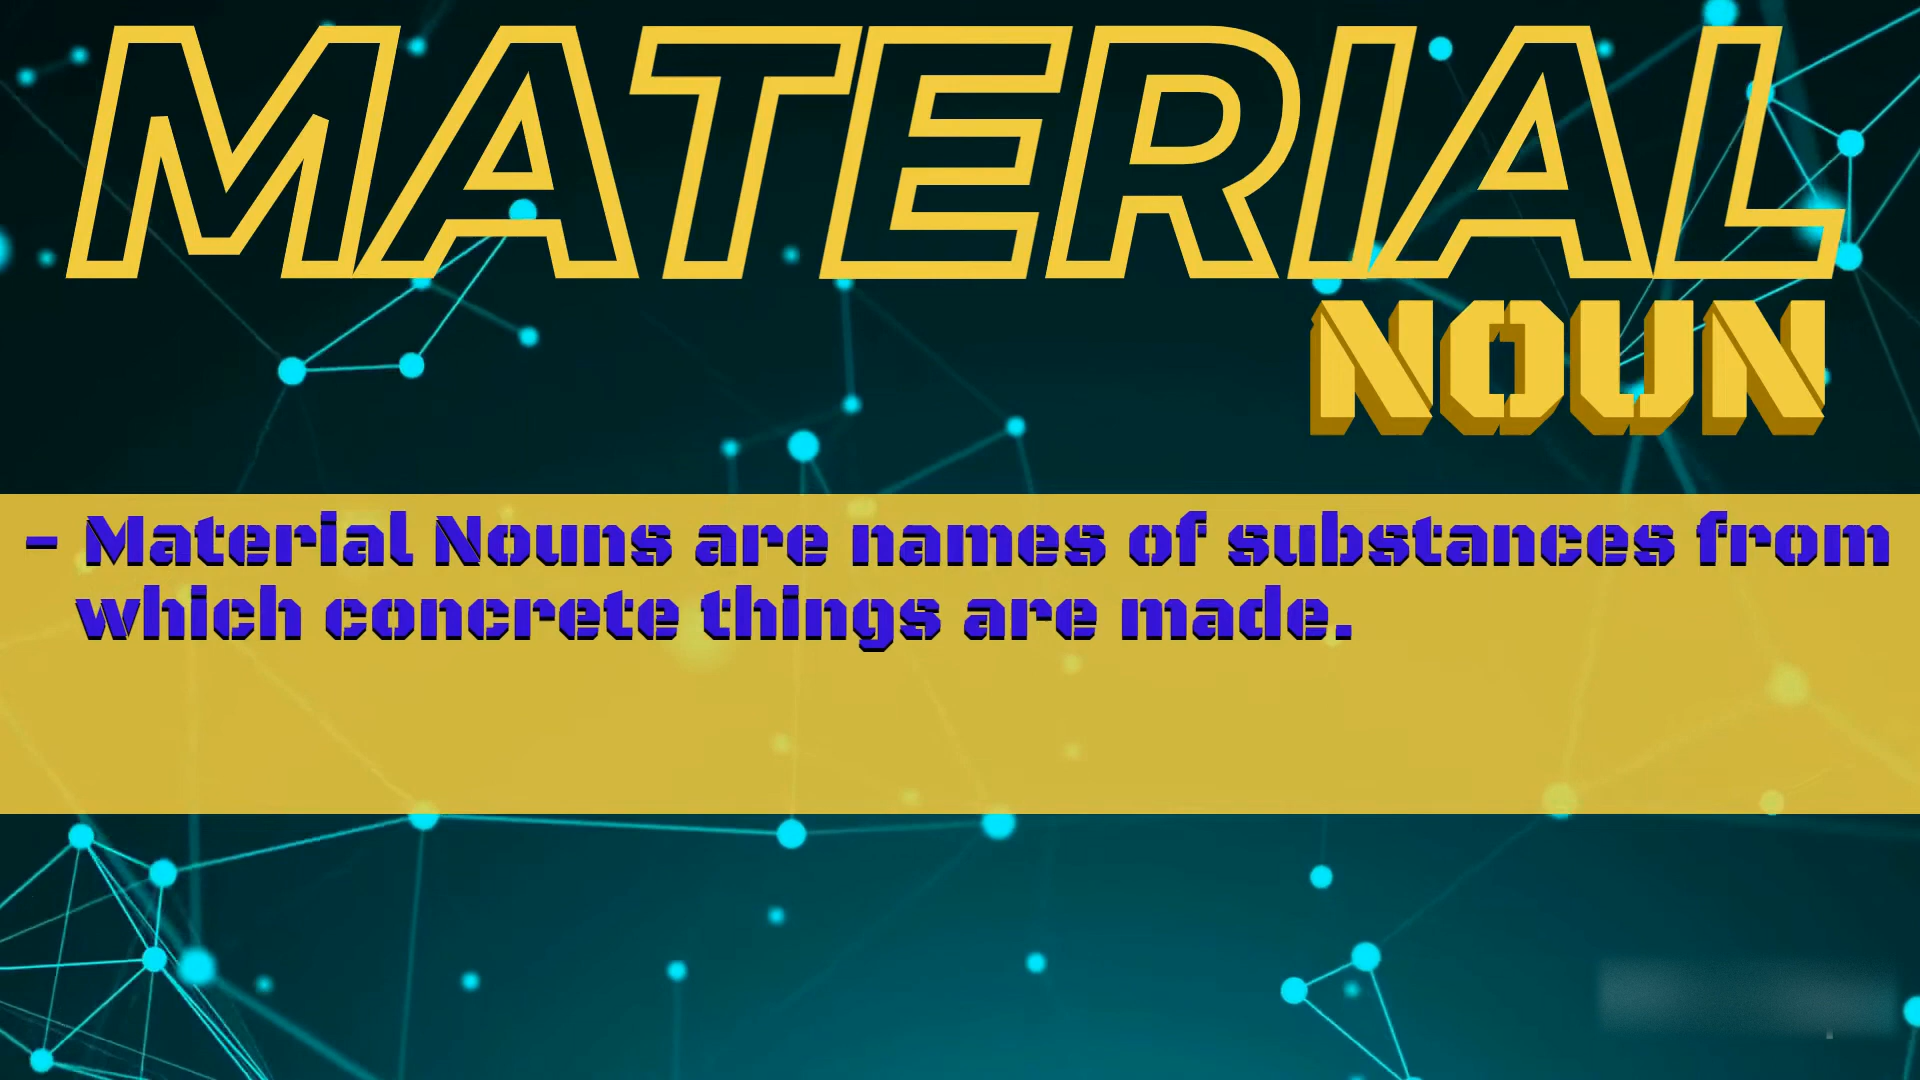 MATERIAL
NOUN
- Material Nouns are names of substances from
which concrete things are made.